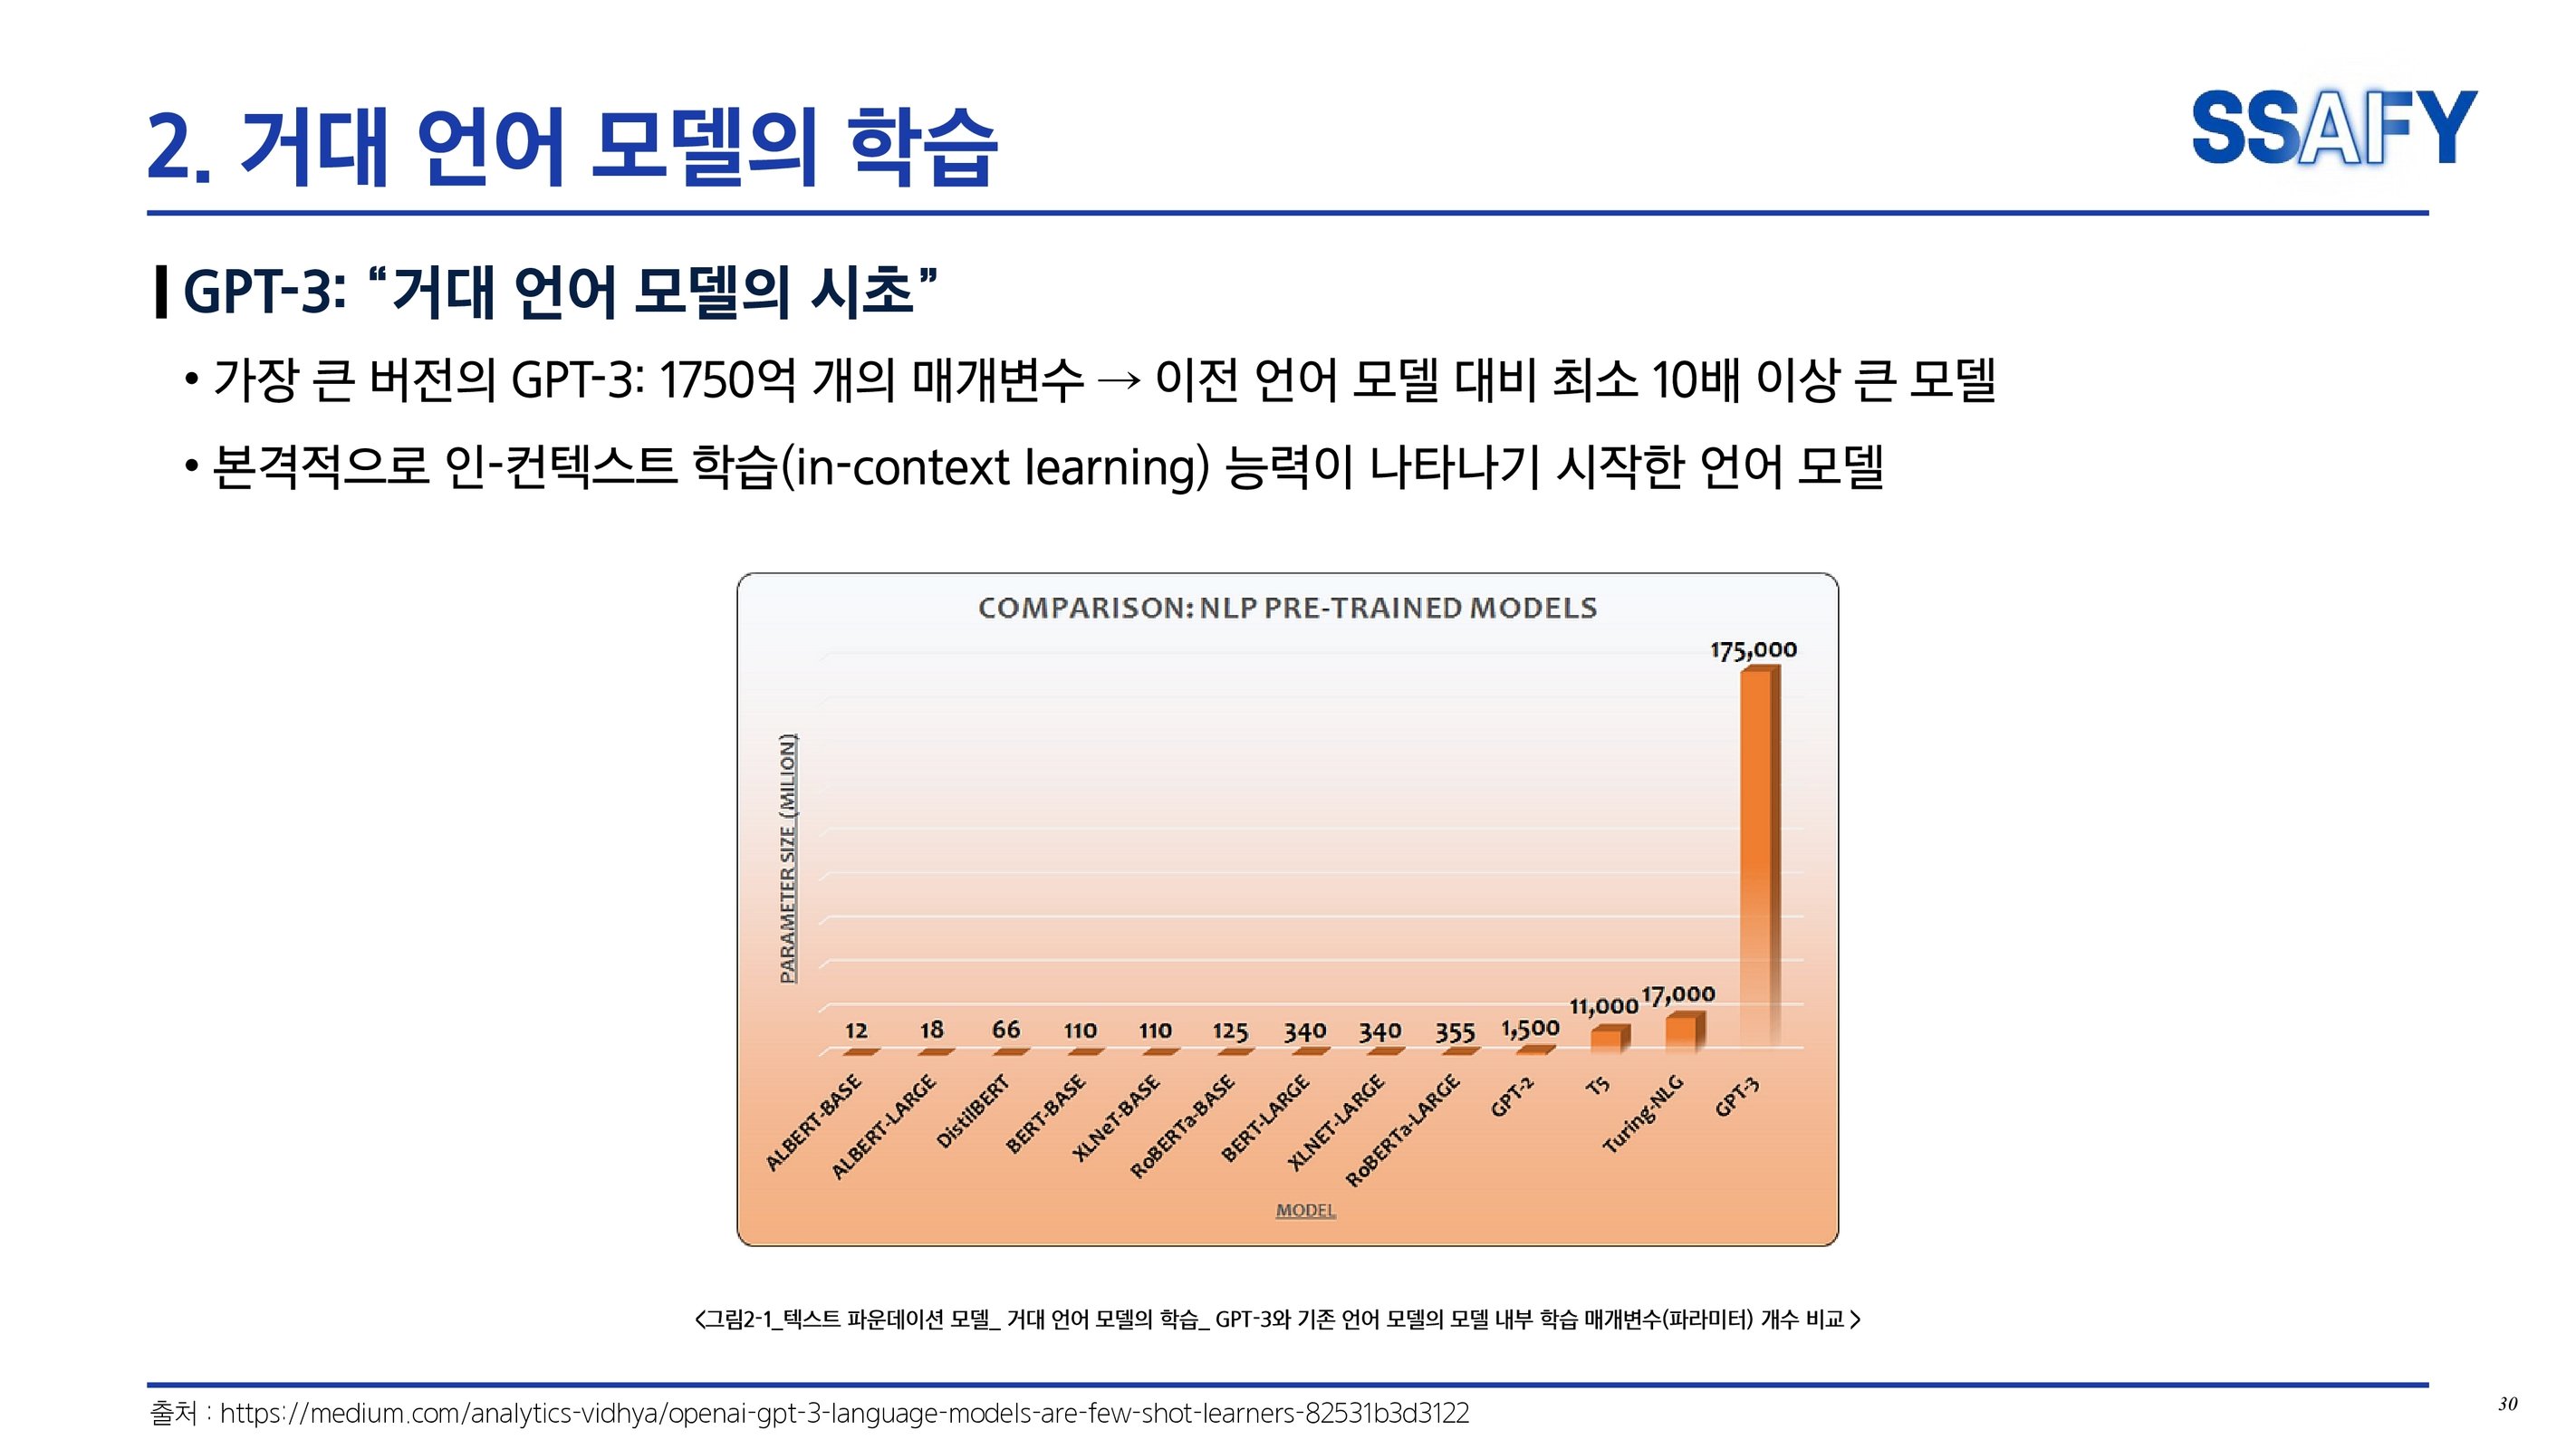 2. 거대 언어 모델의 학습
SSAFY
GPT-3: “거대 언어 모델의 시초”
• 가장 큰 버전의 GPT-3: 1750억 개의 매개변수 → 이전 언어 모델 대비 최소 10배 이상 큰 모델
• 본격적으로 인-컨텍스트 학습(in-context learning) 능력이 나타나기 시작한 언어 모델
COMPARISON: NLP PRE-TRAINED MODELS
PARAMETER SIZE (MILION)
12
18
66
110
110
125
340
340
355
1,500
11,000
17,000
175,000
ALBERT-BASE
ALBERT-LARGE
DistilBERT
BERT-BASE
XLNeT-BASE
RoBERTa-BASE
BERT-LARGE
XLNET-LARGE
RoBERTa-LARGE
GPT-2
T5
Turing-NLG
GPT-3
MODEL
<그림2-1_텍스트 파운데이션 모델_ 거대 언어 모델의 학습_ GPT-3와 기존 언어 모델의 모델 내부 학습 매개변수(파라미터) 개수 비교 >
출처 : https://medium.com/analytics-vidhya/openai-gpt-3-language-models-are-few-shot-learners-82531b3d3122
30